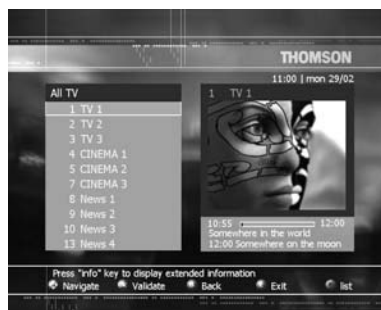 THOMSON
11:00 | mon 29/02
All TV
1 TV 1
2 TV 2
3 TV 3
4 CINEMA 1
5 CINEMA 2
7 CINEMA 3
8 News 1
9 News 2
10 News 3
13 News 4
1 TV 1
10:55 12:00
Somewhere in the world
12:00 Somewhere on the moon
Press "info" key to display extended information
Navigate Validate Back Exit list